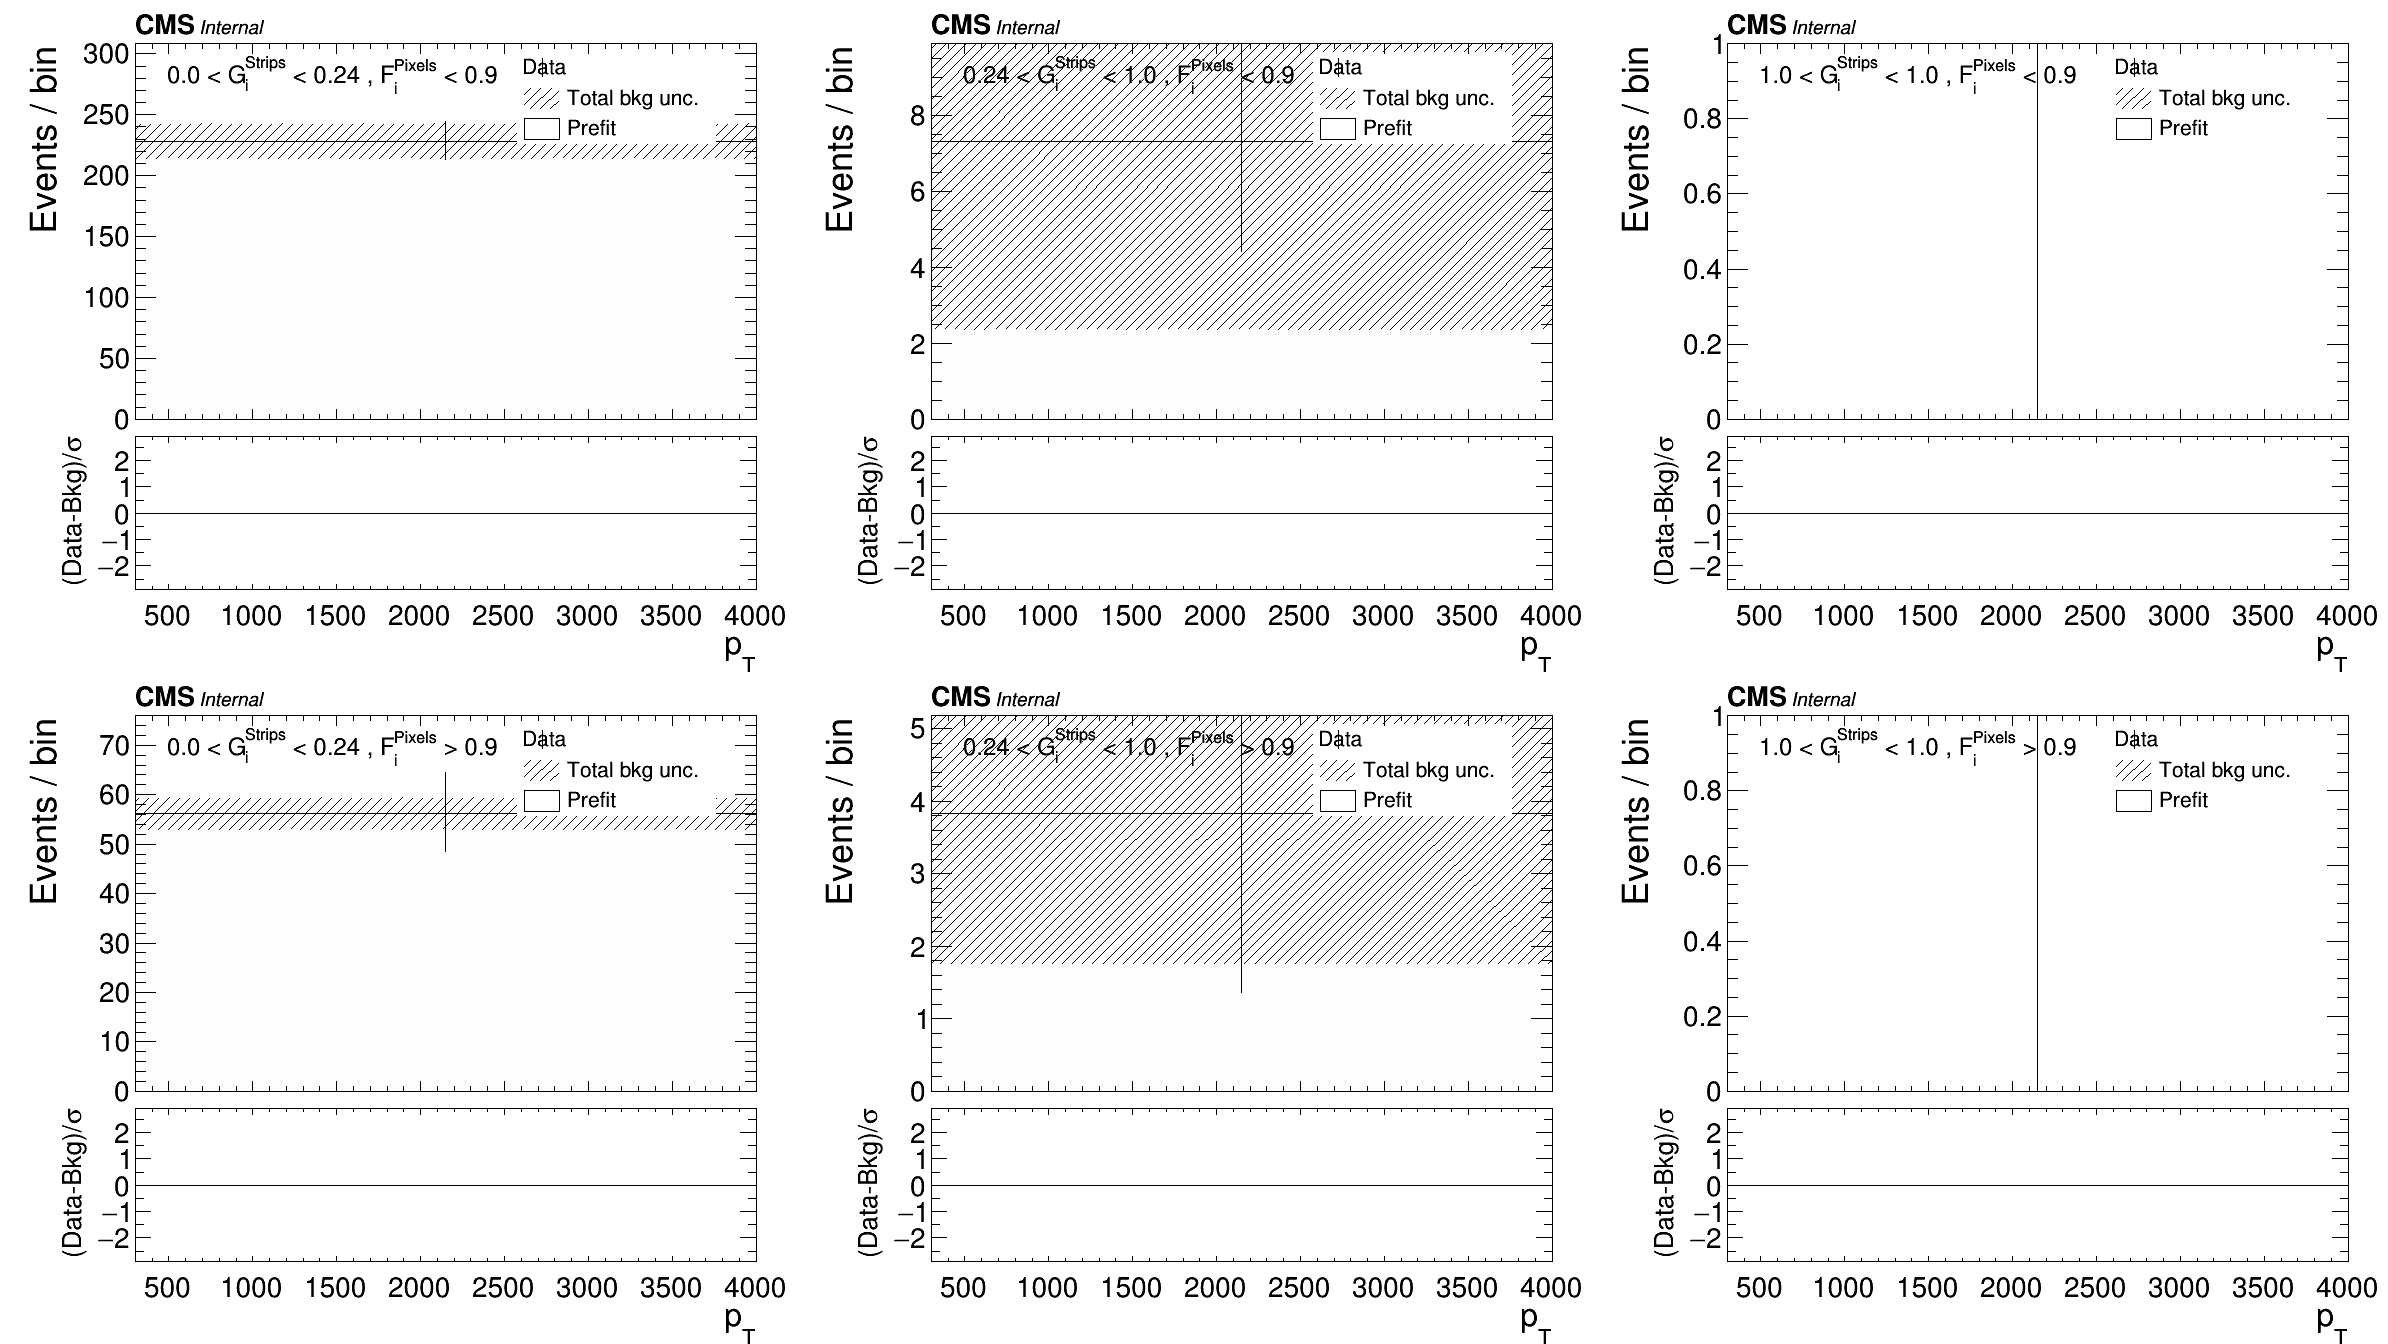 CMS Internal
Events / bin
0.0 < G_i^Strips < 0.24 , F_i^Pixels < 0.9
Data
Total bkg unc.
Prefit
300
250
200
150
100
50
0
(Data-Bkg)/σ
2
1
0
−1
−2
500 1000 1500 2000 2500 3000 3500 4000
p_T
CMS Internal
Events / bin
0.24 < G_i^Strips < 1.0 , F_i^Pixels < 0.9
Data
Total bkg unc.
Prefit
8
6
4
2
0
(Data-Bkg)/σ
2
1
0
−1
−2
500 1000 1500 2000 2500 3000 3500 4000
p_T
CMS Internal
Events / bin
1.0 < G_i^Strips < 1.0 , F_i^Pixels < 0.9
Data
Total bkg unc.
Prefit
1
0.8
0.6
0.4
0.2
0
(Data-Bkg)/σ
2
1
0
−1
−2
500 1000 1500 2000 2500 3000 3500 4000
p_T
CMS Internal
Events / bin
0.0 < G_i^Strips < 0.24 , F_i^Pixels > 0.9
Data
Total bkg unc.
Prefit
70
60
50
40
30
20
10
0
(Data-Bkg)/σ
2
1
0
−1
−2
500 1000 1500 2000 2500 3000 3500 4000
p_T
CMS Internal
Events / bin
0.24 < G_i^Strips < 1.0 , F_i^Pixels > 0.9
Data
Total bkg unc.
Prefit
5
4
3
2
1
0
(Data-Bkg)/σ
2
1
0
−1
−2
500 1000 1500 2000 2500 3000 3500 4000
p_T
CMS Internal
Events / bin
1.0 < G_i^Strips < 1.0 , F_i^Pixels > 0.9
Data
Total bkg unc.
Prefit
1
0.8
0.6
0.4
0.2
0
(Data-Bkg)/σ
2
1
0
−1
−2
500 1000 1500 2000 2500 3000 3500 4000
p_T